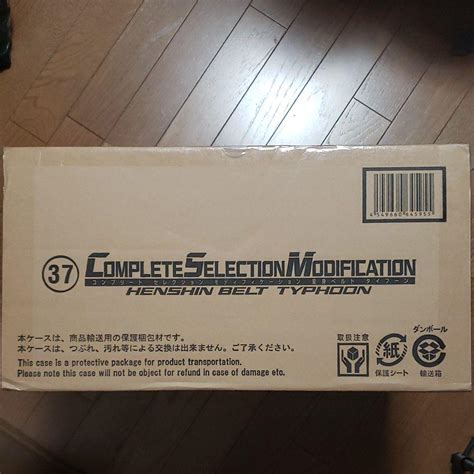 4 549660 645955
37
COMPLETE SELECTION MODIFICATION
コンプリート セレクション モディフィケーション 変身ベルト タイフーン
HENSHIN BELT TYPHOON
本ケースは、商品輸送用の保護梱包材です。
本ケースは、つぶれ、汚れ等による交換は出来ません。ご了承ください。
This case is a protective package for product transportation.
Please note this case will not be object for refund in case of damage etc.
取扱注意
紙
保護シート
ダンボール
輸送箱